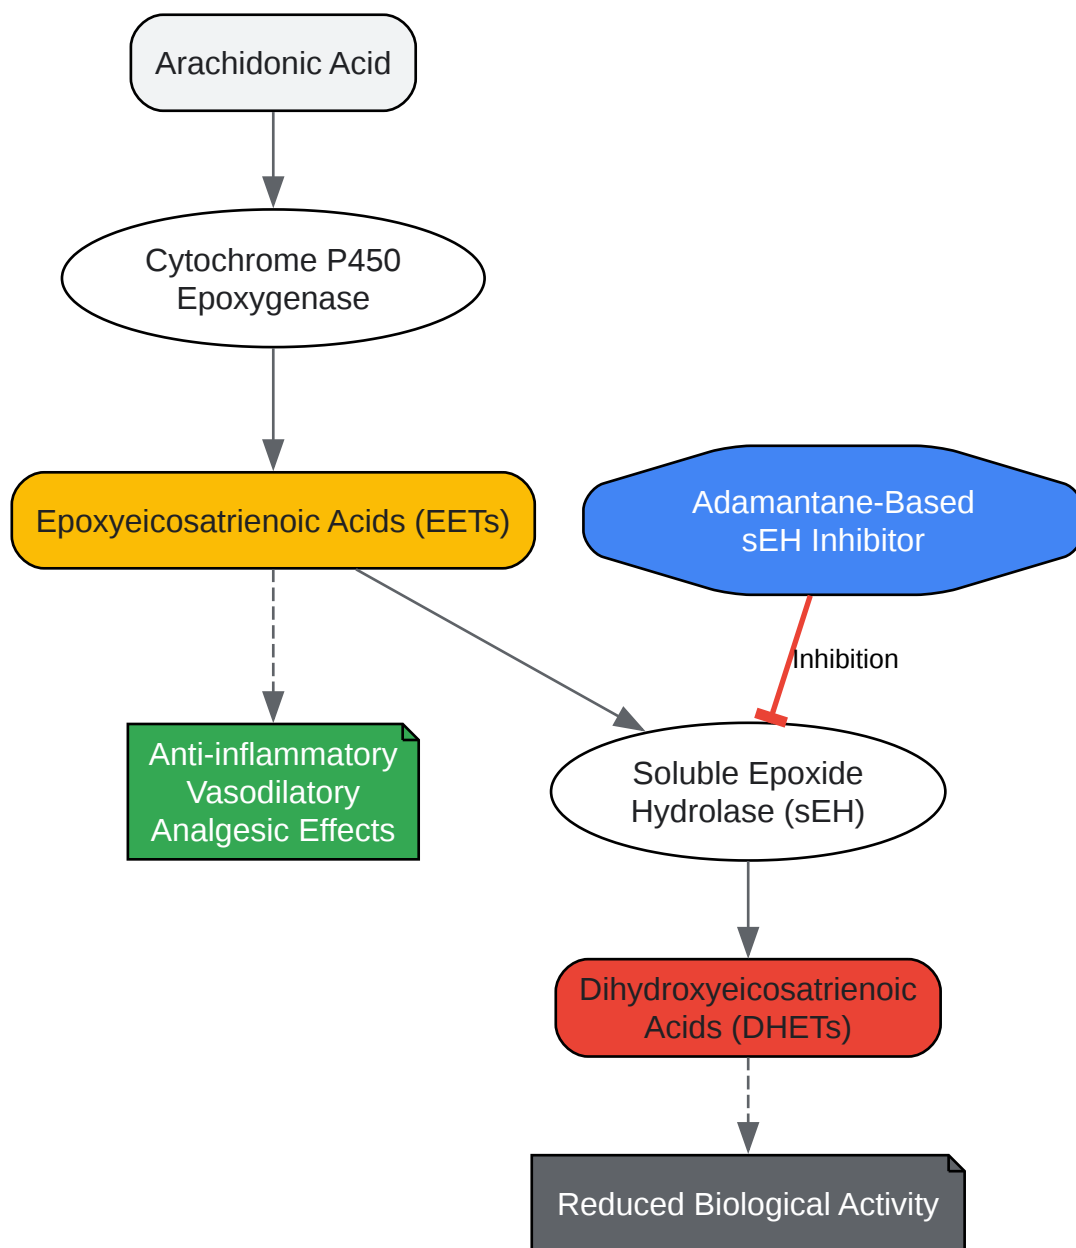 Arachidonic Acid
Cytochrome P450
Epoxygenase
Epoxyeicosatrienoic Acids (EETs)
Adamantane-Based
sEH Inhibitor
Inhibition
Anti-inflammatory
Vasodilatory
Analgesic Effects
Soluble Epoxide
Hydrolase (sEH)
Dihydroxyeicosatrienoic
Acids (DHETs)
Reduced Biological Activity